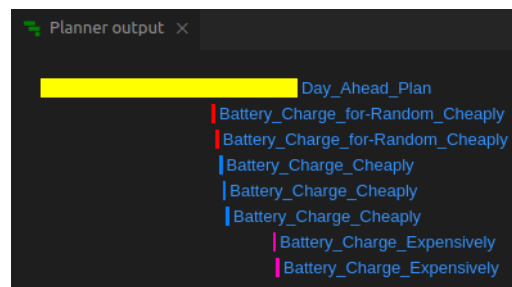 Planner output ×
Day_Ahead_Plan
Battery_Charge_for-Random_Cheaply
Battery_Charge_for-Random_Cheaply
Battery_Charge_Cheaply
Battery_Charge_Cheaply
Battery_Charge_Cheaply
Battery_Charge_Expensively
Battery_Charge_Expensively